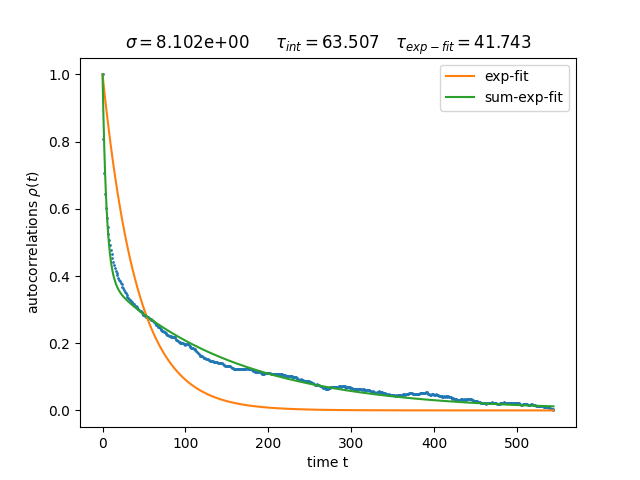 σ = 8.102e+00 τ_int = 63.507 τ_exp−fit = 41.743
exp-fit
sum-exp-fit
autocorrelations ρ(t)
1.0
0.8
0.6
0.4
0.2
0.0
0 100 200 300 400 500
time t